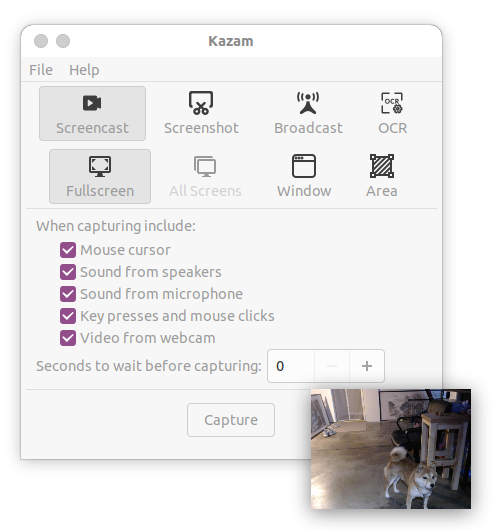 Kazam
File Help
Screencast Screenshot Broadcast OCR
Fullscreen All Screens Window Area
When capturing include:
Mouse cursor
Sound from speakers
Sound from microphone
Key presses and mouse clicks
Video from webcam
Seconds to wait before capturing: 0 − +
Capture